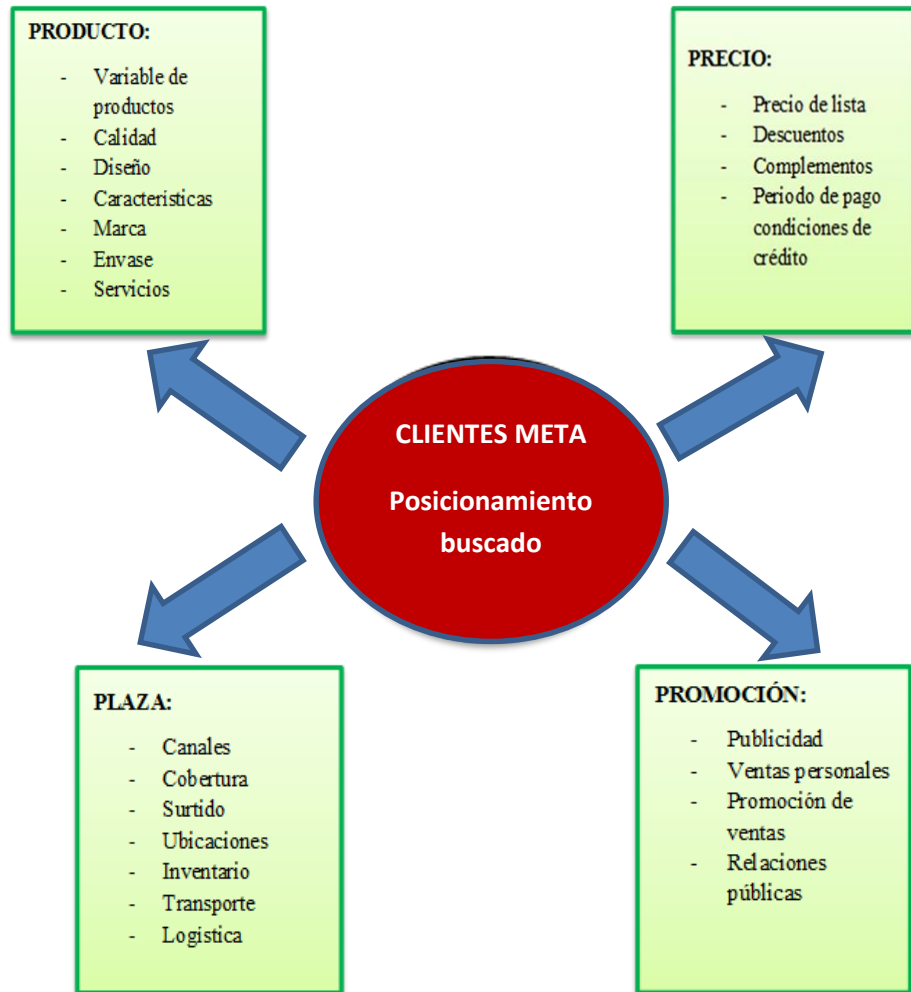 PRODUCTO:
- Variable de
productos
- Calidad
- Diseño
- Características
- Marca
- Envase
- Servicios
PRECIO:
- Precio de lista
- Descuentos
- Complementos
- Periodo de pago
condiciones de
crédito
CLIENTES META
Posicionamiento
buscado
PLAZA:
- Canales
- Cobertura
- Surtido
- Ubicaciones
- Inventario
- Transporte
- Logística
PROMOCIÓN:
- Publicidad
- Ventas personales
- Promoción de
ventas
- Relaciones
públicas